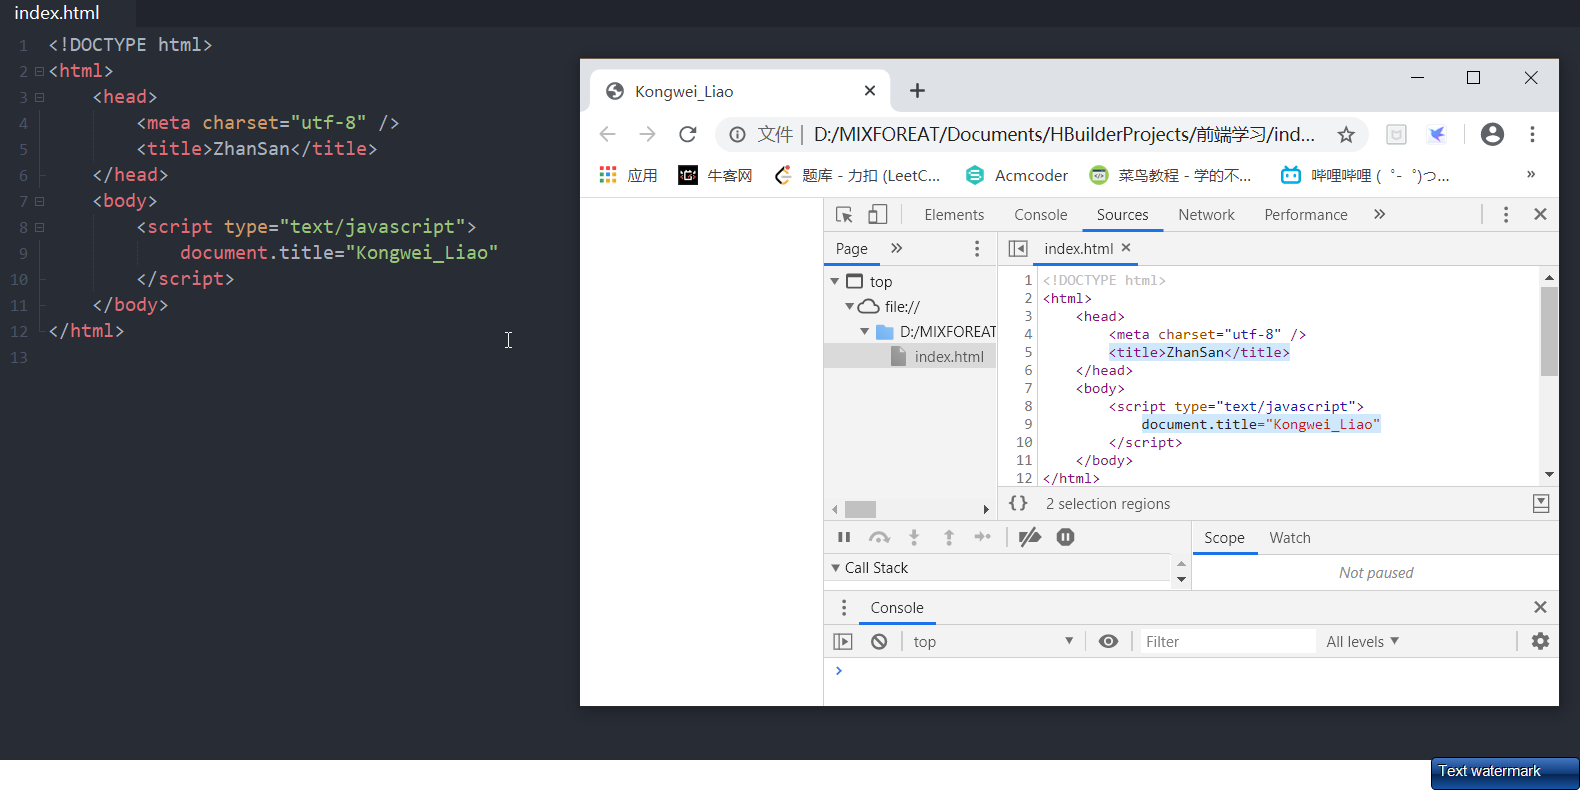 index.html
1 <!DOCTYPE html>
2 <html>
3 <head>
4 <meta charset="utf-8" />
5 <title>ZhanSan</title>
6 </head>
7 <body>
8 <script type="text/javascript">
9 document.title="Kongwei_Liao"
10 </script>
11 </body>
12 </html>
13
Kongwei_Liao
文件 | D:/MIXFOREAT/Documents/HBuilderProjects/前端学习/ind...
应用 牛客网 题库 - 力扣 (LeetC... Acmcoder 菜鸟教程 - 学的不... 哔哩哔哩 ( ゜- ゜)つ... »
Elements Console Sources Network Performance »
Page » index.html
top
file://
D:/MIXFOREAT
index.html
1 <!DOCTYPE html>
2 <html>
3 <head>
4 <meta charset="utf-8" />
5 <title>ZhanSan</title>
6 </head>
7 <body>
8 <script type="text/javascript">
9 document.title="Kongwei_Liao"
10 </script>
11 </body>
12 </html>
{} 2 selection regions
Scope Watch
Call Stack
Not paused
Console
top Filter All levels
Text watermark